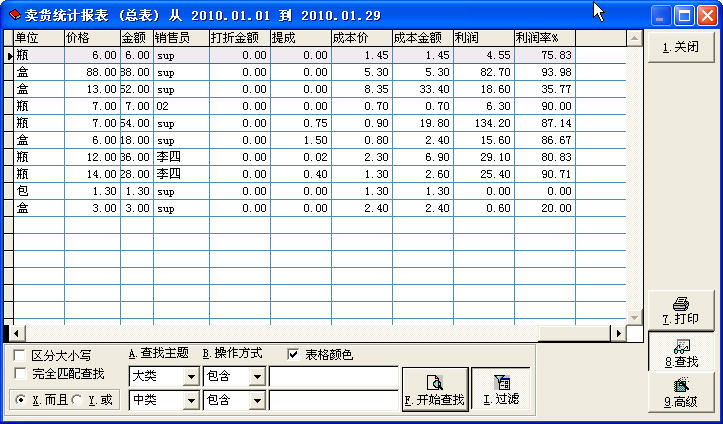 卖货统计报表 (总表) 从 2010.01.01 到 2010.01.29
单位 价格 金额 销售员 打折金额 提成 成本价 成本金额 利润 利润率%
瓶 6.00 6.00 sup 0.00 0.00 1.45 1.45 4.55 75.83
盒 88.00 88.00 sup 0.00 0.00 5.30 5.30 82.70 93.98
盒 13.00 52.00 sup 0.00 0.00 8.35 33.40 18.60 35.77
瓶 7.00 7.00 02 0.00 0.00 0.70 0.70 6.30 90.00
瓶 7.00 54.00 sup 0.00 0.75 0.90 19.80 134.20 87.14
盒 6.00 18.00 sup 0.00 1.50 0.80 2.40 15.60 86.67
瓶 12.00 36.00 李四 0.00 0.02 2.30 6.90 29.10 80.83
瓶 14.00 28.00 李四 0.00 0.40 1.30 2.60 25.40 90.71
包 1.30 1.30 sup 0.00 0.00 1.30 1.30 0.00 0.00
盒 3.00 3.00 sup 0.00 0.00 2.40 2.40 0.60 20.00
1.关闭
7.打印
8.查找
9.高级
区分大小写 A.查找主题 B.操作方式 表格颜色
完全匹配查找 大类 包含
X.而且 Y.或 中类 包含
F.开始查找 I.过滤